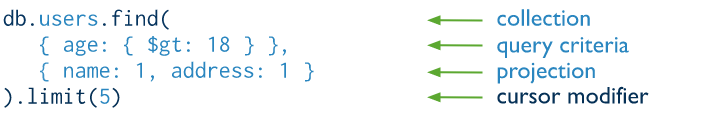 db.users.find( collection
{ age: { $gt: 18 } }, query criteria
{ name: 1, address: 1 } projection
).limit(5) cursor modifier